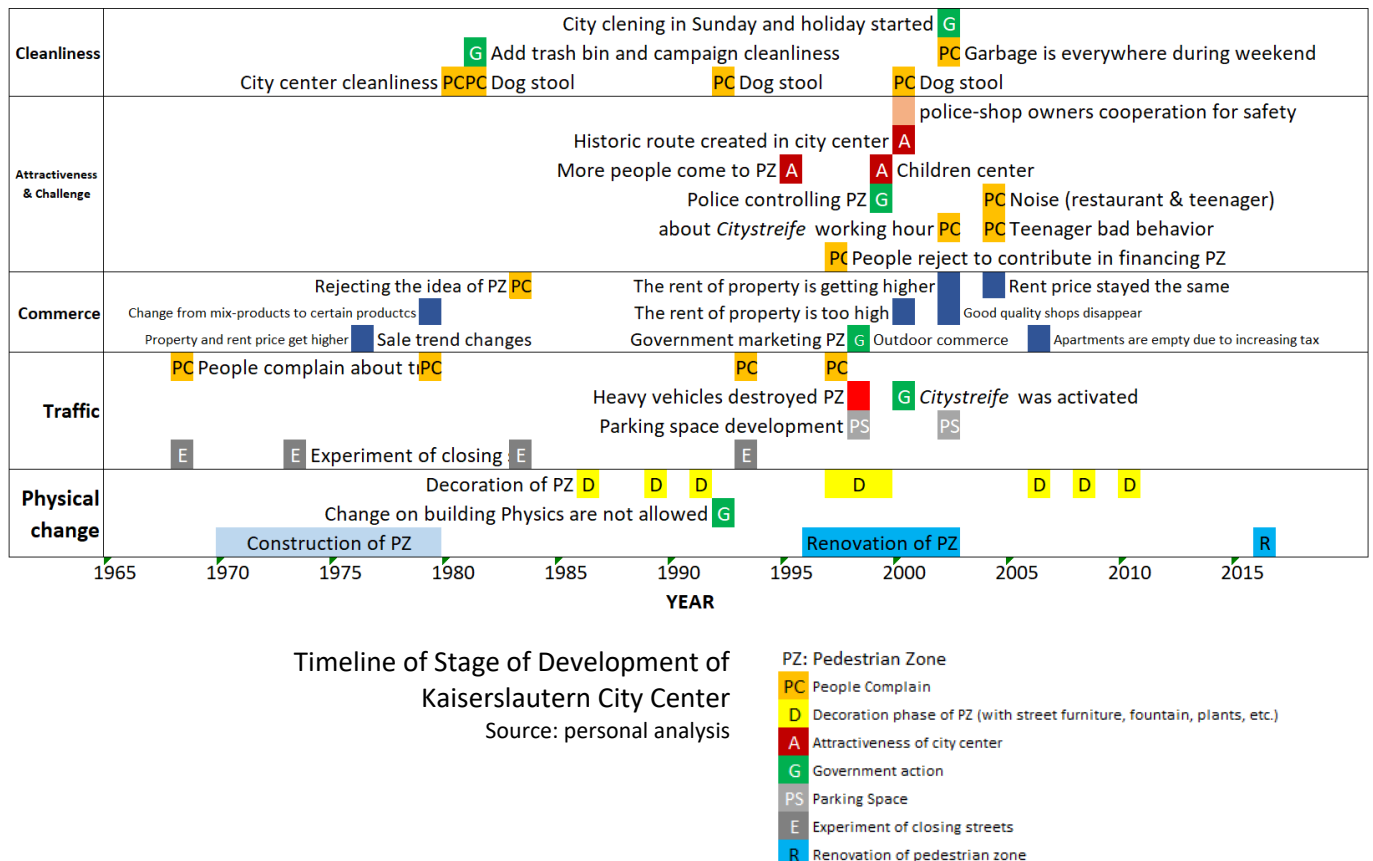 City clening in Sunday and holiday started G
Cleanliness
G Add trash bin and campaign cleanliness
PC Garbage is everywhere during weekend
City center cleanliness PC PC Dog stool
PC Dog stool
PC Dog stool
police-shop owners cooperation for safety
Historic route created in city center A
Attractiveness
& Challenge
More people come to PZ A
A Children center
Police controlling PZ G
PC Noise (restaurant & teenager)
about Citystreife working hour PC
PC Teenager bad behavior
PC People reject to contribute in financing PZ
Commerce
Rejecting the idea of PZ PC
The rent of property is getting higher
Rent price stayed the same
Change from mix-products to certain productcs
The rent of property is too high
Good quality shops disappear
Property and rent price get higher
Sale trend changes
Government marketing PZ G Outdoor commerce
Apartments are empty due to increasing tax
Traffic
PC People complain about tr PC
PC
PC
Heavy vehicles destroyed PZ
G Citystreife was activated
Parking space development PS
PS
E
E Experiment of closing E
E
Physical
change
Decoration of PZ D
D
D
D
D
D
D
Change on building Physics are not allowed G
Construction of PZ
Renovation of PZ
R
1965 1970 1975 1980 1985 1990 1995 2000 2005 2010 2015
YEAR
Timeline of Stage of Development of
Kaiserslautern City Center
Source: personal analysis
PZ: Pedestrian Zone
PC People Complain
D Decoration phase of PZ (with street furniture, fountain, plants, etc.)
A Attractiveness of city center
G Government action
PS Parking Space
E Experiment of closing streets
R Renovation of pedestrian zone